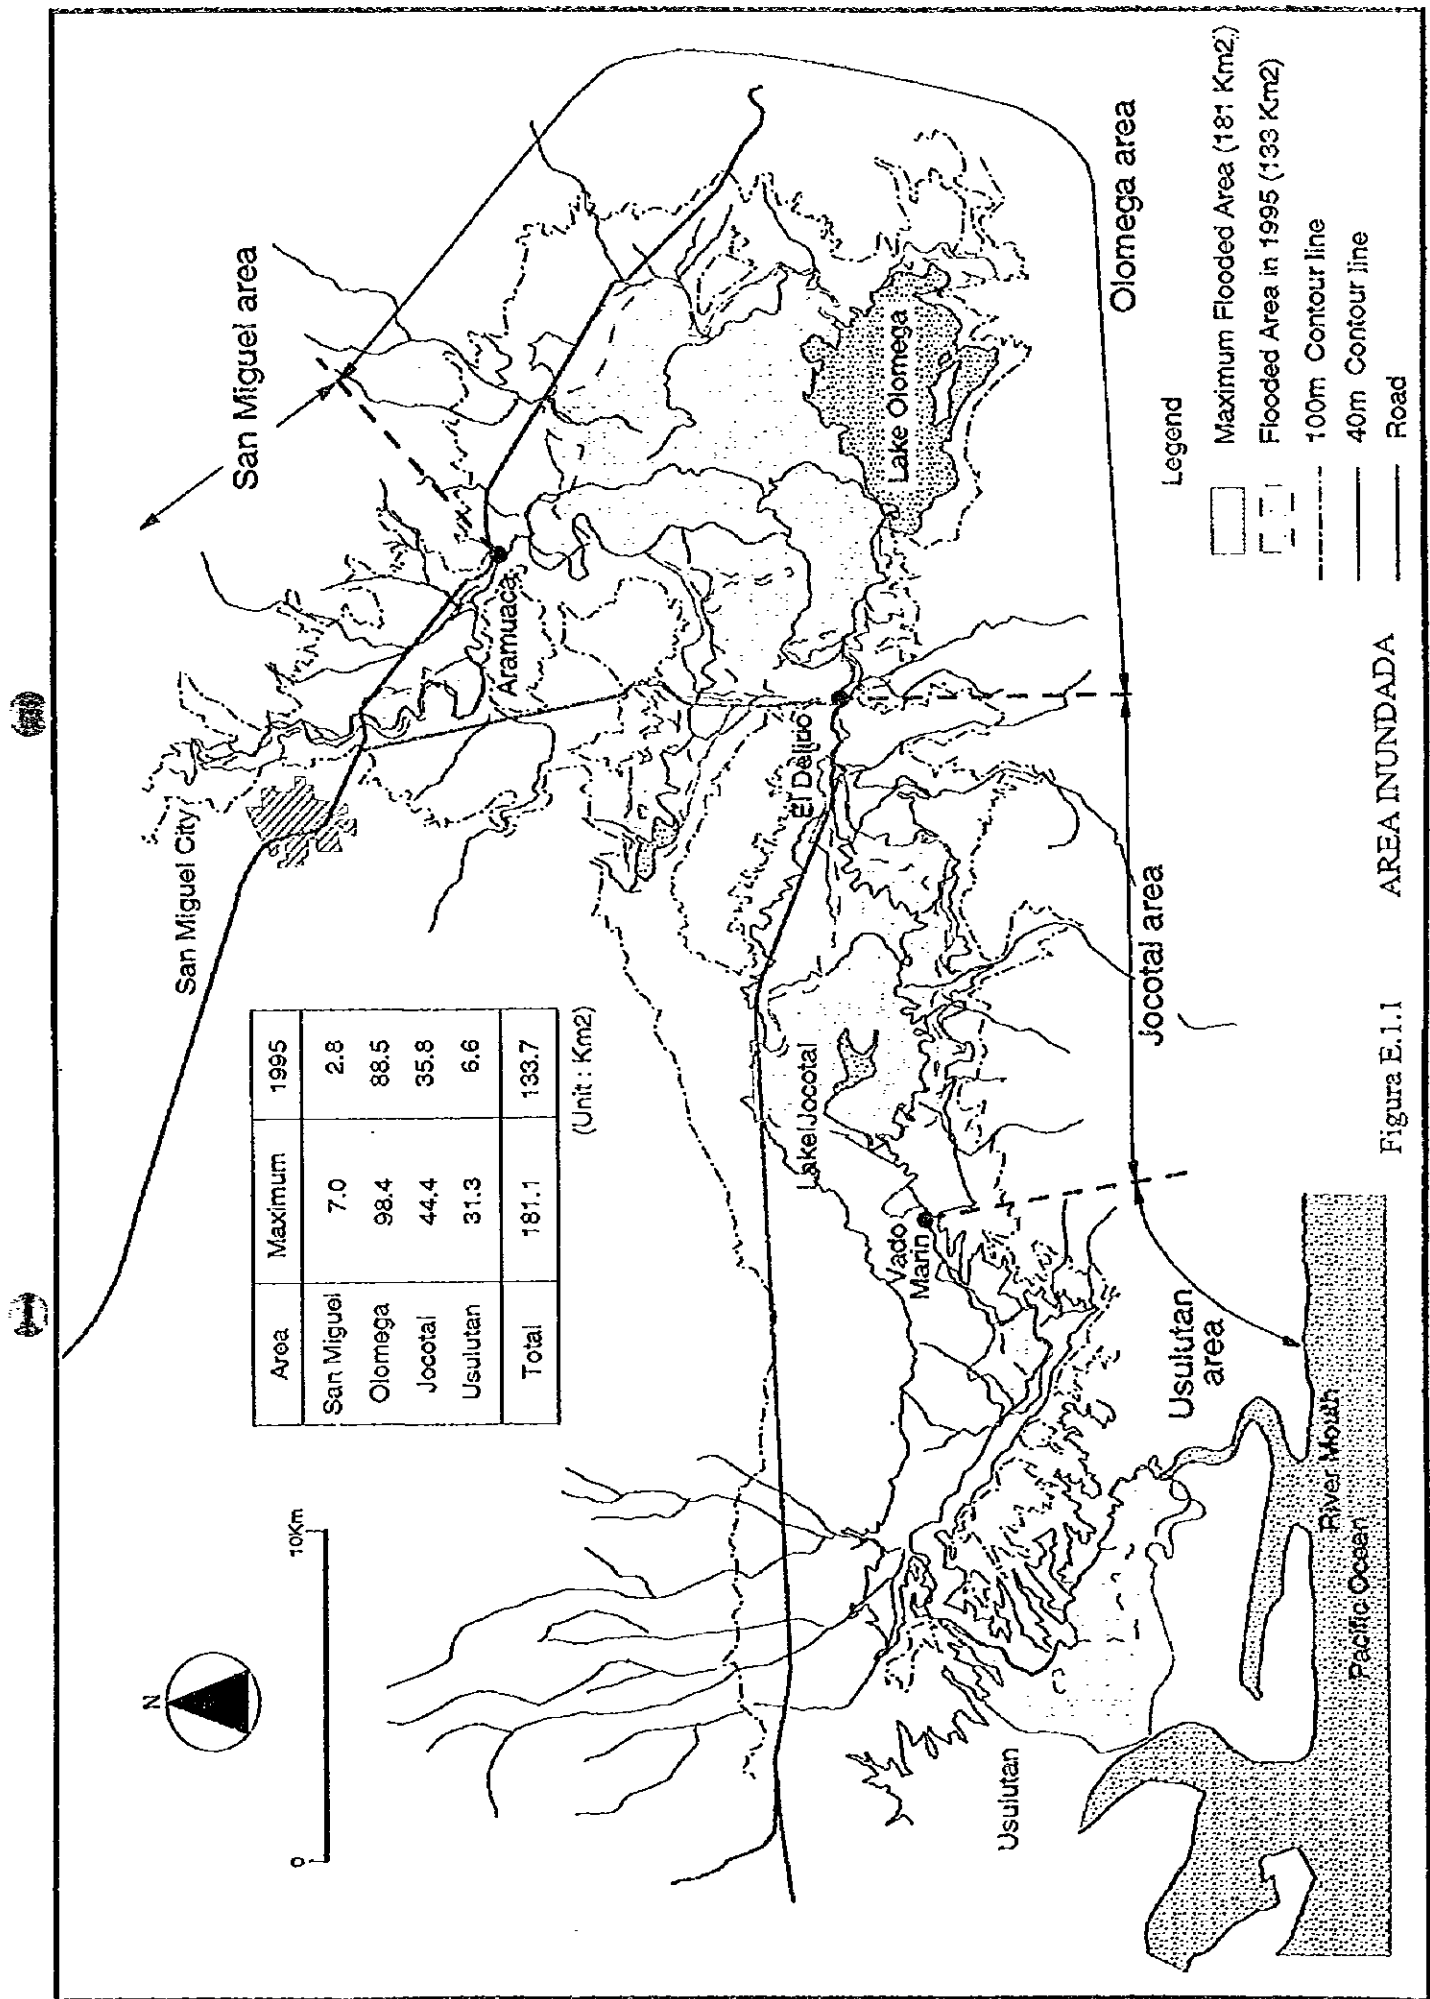 N
0 10Km
Area Maximum 1995
San Miguel 7.0 2.8
Olomega 98.4 88.5
Jocotal 44.4 35.8
Usulutan 31.3 6.6
Total 181.1 133.7
(Unit : Km2)
San Miguel City
San Miguel area
Aramuaca
Lake Olomega
Olomega area
El Delirio
Lake Jocotal
Jocotal area
Vado
Marin
Usulutan
area
Usulutan
River Mouth
Pacific Ocean
Legend
Maximum Flooded Area (181 Km2)
Flooded Area in 1995 (133 Km2)
100m Contour line
40m Contour line
Road
Figura E.1.1 AREA INUNDADA